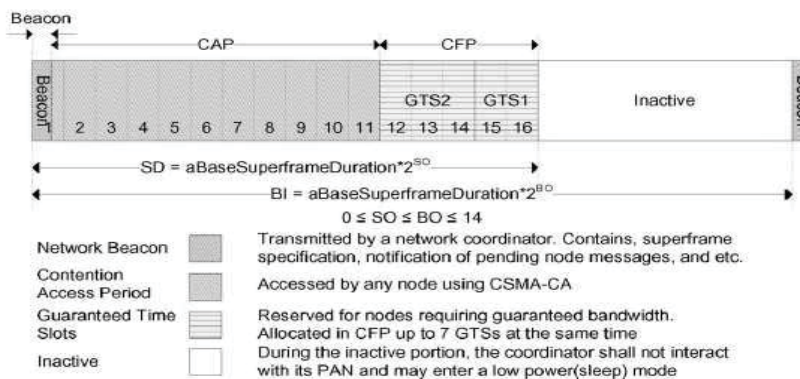 Beacon
CAP
CFP
Beacon
GTS2
GTS1
Inactive
Beacon
1 2 3 4 5 6 7 8 9 10 11 12 13 14 15 16
SD = aBaseSuperframeDuration*2^SO
BI = aBaseSuperframeDuration*2^BO
0 ≤ SO ≤ BO ≤ 14
Network Beacon
Transmitted by a network coordinator. Contains, superframe
specification, notification of pending node messages, and etc.
Contention
Access Period
Accessed by any node using CSMA-CA
Guaranteed Time
Slots
Reserved for nodes requiring guaranteed bandwidth.
Allocated in CFP up to 7 GTSs at the same time
Inactive
During the inactive portion, the coordinator shall not interact
with its PAN and may enter a low power(sleep) mode